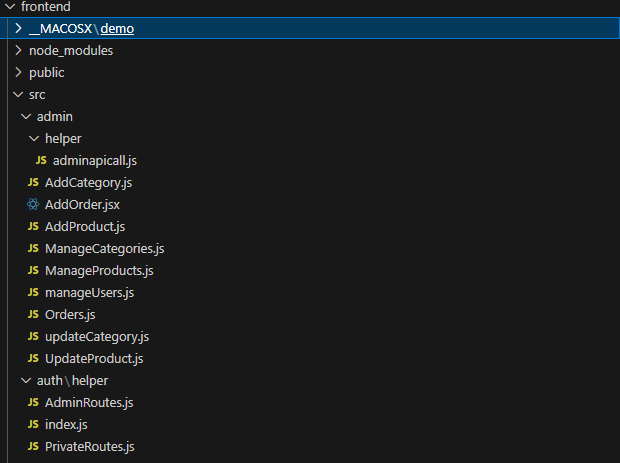 frontend
__MACOSX\demo
node_modules
public
src
admin
helper
JS adminapicall.js
JS AddCategory.js
AddOrder.jsx
JS AddProduct.js
JS ManageCategories.js
JS ManageProducts.js
JS manageUsers.js
JS Orders.js
JS updateCategory.js
JS UpdateProduct.js
auth\helper
JS AdminRoutes.js
JS index.js
JS PrivateRoutes.js